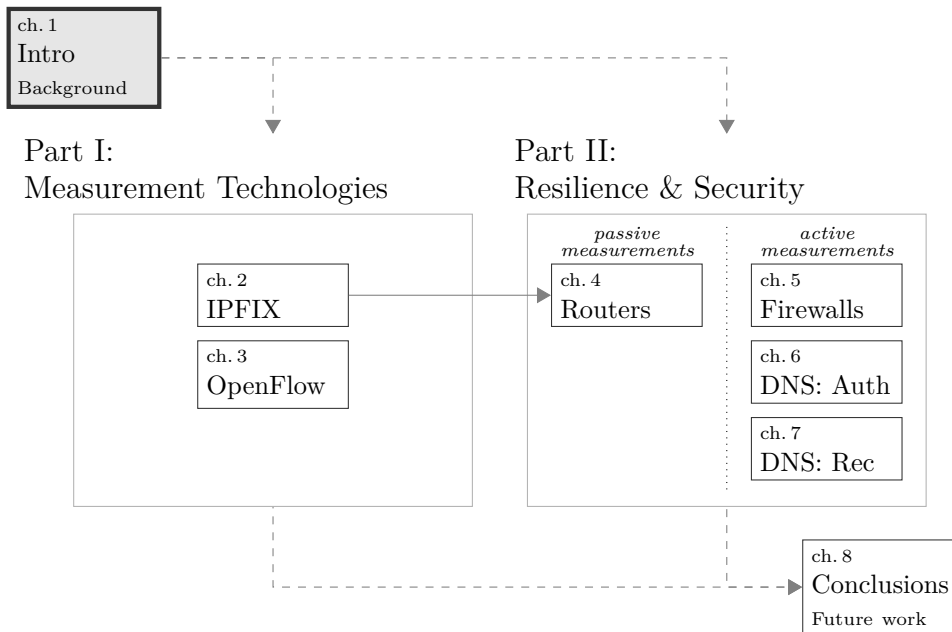 ch. 1
Intro
Background
Part I:
Measurement Technologies
Part II:
Resilience & Security
passive
measurements
active
measurements
ch. 2
IPFIX
ch. 3
OpenFlow
ch. 4
Routers
ch. 5
Firewalls
ch. 6
DNS: Auth
ch. 7
DNS: Rec
ch. 8
Conclusions
Future work